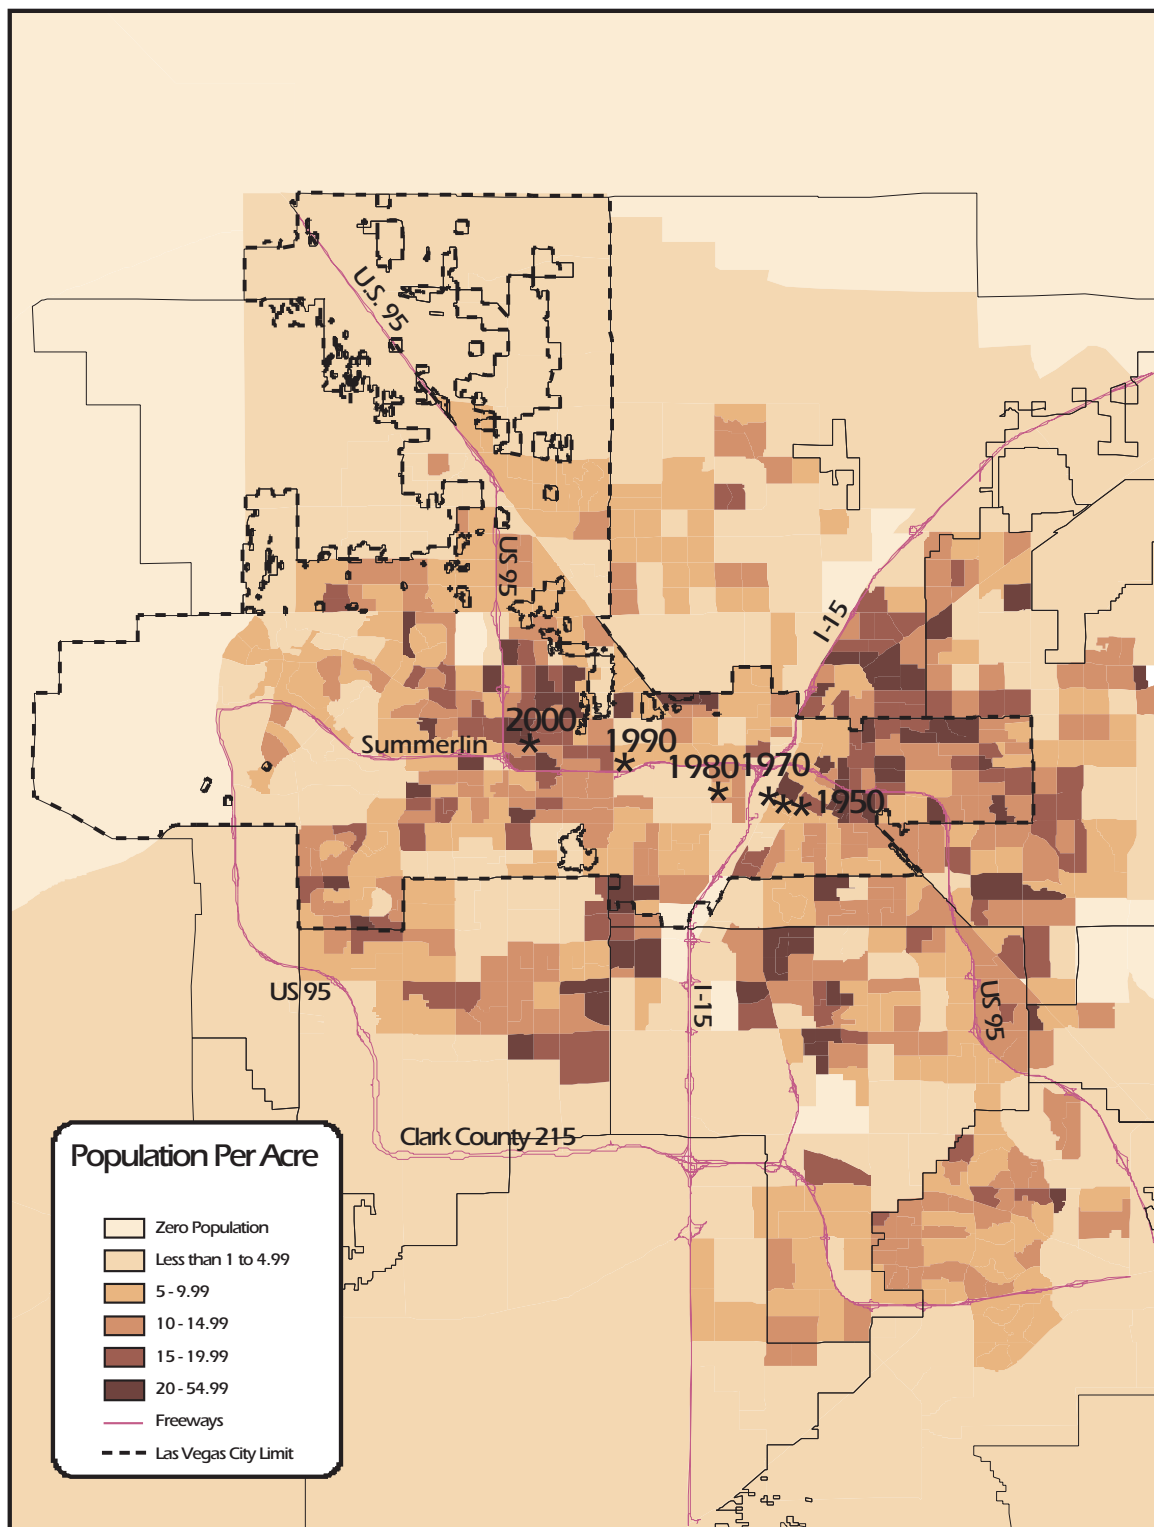 U.S. 95
US 95
I-15
2000
Summerlin
1990
1980
1970
1950
*
*
*
***
US 95
I-15
US 95
Clark County 215
Population Per Acre
Zero Population
Less than 1 to 4.99
5 - 9.99
10 - 14.99
15 - 19.99
20 - 54.99
Freeways
Las Vegas City Limit